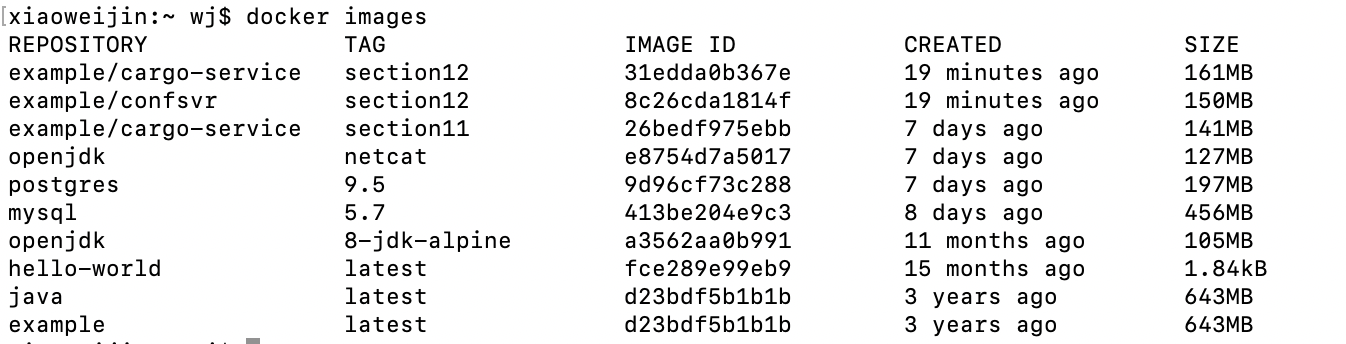 [xiaoweijin:~ wj$ docker images
REPOSITORY TAG IMAGE ID CREATED SIZE
example/cargo-service section12 31edda0b367e 19 minutes ago 161MB
example/confsvr section12 8c26cda1814f 19 minutes ago 150MB
example/cargo-service section11 26bedf975ebb 7 days ago 141MB
openjdk netcat e8754d7a5017 7 days ago 127MB
postgres 9.5 9d96cf73c288 7 days ago 197MB
mysql 5.7 413be204e9c3 8 days ago 456MB
openjdk 8-jdk-alpine a3562aa0b991 11 months ago 105MB
hello-world latest fce289e99eb9 15 months ago 1.84kB
java latest d23bdf5b1b1b 3 years ago 643MB
example latest d23bdf5b1b1b 3 years ago 643MB